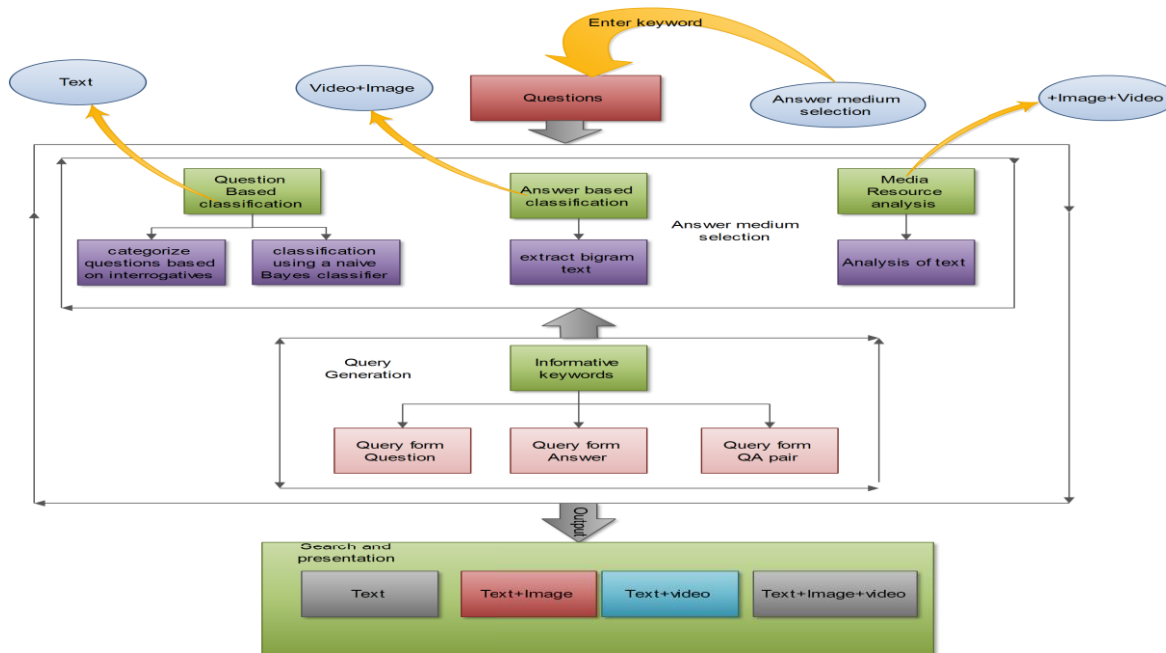 Enter keyword
Text
Video+Image
Questions
Answer medium
selection
+Image+Video
Question
Based
classification
Answer based
classification
Media
Resource
analysis
Answer medium
selection
categorize
questions based
on interrogatives
classification
using a naive
Bayes classifier
extract bigram
text
Analysis of text
Query
Generation
Informative
keywords
Query form
Question
Query form
Answer
Query form
QA pair
Output
Search and
presentation
Text
Text+Image
Text+video
Text+Image+video